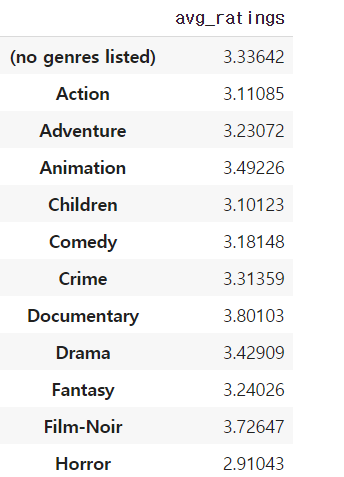 avg_ratings
(no genres listed) 3.33642
Action 3.11085
Adventure 3.23072
Animation 3.49226
Children 3.10123
Comedy 3.18148
Crime 3.31359
Documentary 3.80103
Drama 3.42909
Fantasy 3.24026
Film-Noir 3.72647
Horror 2.91043